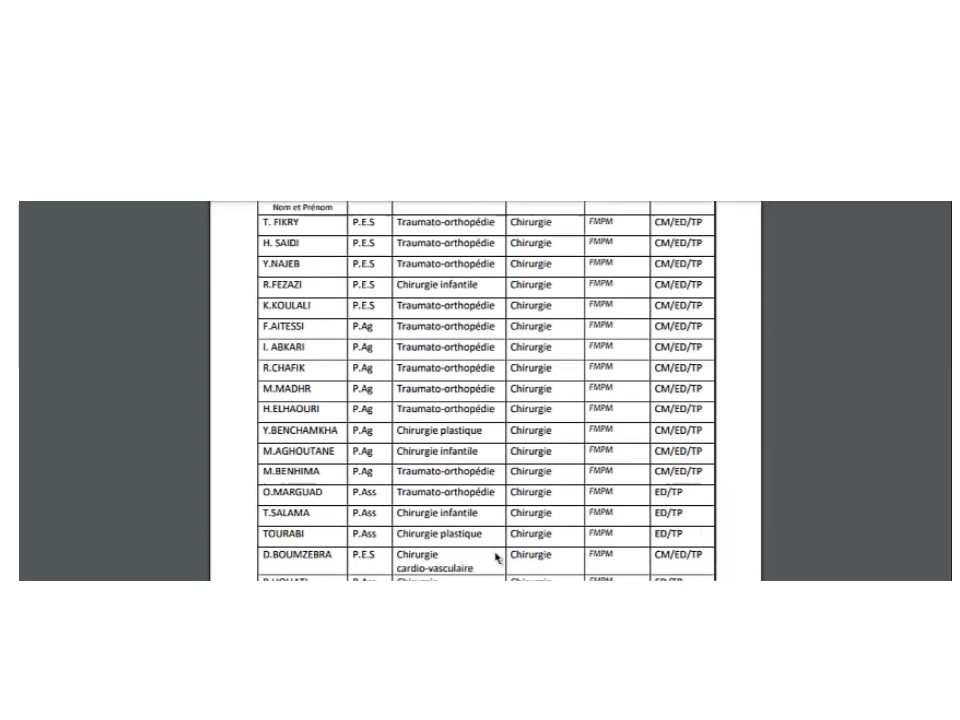 Nom et Prénom
T. FIKRY P.E.S Traumato-orthopédie Chirurgie FMPM CM/ED/TP
H. SAIDI P.E.S Traumato-orthopédie Chirurgie FMPM CM/ED/TP
Y.NAJEB P.E.S Traumato-orthopédie Chirurgie FMPM CM/ED/TP
R.FEZAZI P.E.S Chirurgie infantile Chirurgie FMPM CM/ED/TP
K.KOULALI P.E.S Traumato-orthopédie Chirurgie FMPM CM/ED/TP
F.AITESSI P.Ag Traumato-orthopédie Chirurgie FMPM CM/ED/TP
I. ABKARI P.Ag Traumato-orthopédie Chirurgie FMPM CM/ED/TP
R.CHAFIK P.Ag Traumato-orthopédie Chirurgie FMPM CM/ED/TP
M.MADHR P.Ag Traumato-orthopédie Chirurgie FMPM CM/ED/TP
H.ELHAOURI P.Ag Traumato-orthopédie Chirurgie FMPM CM/ED/TP
Y.BENCHAMKHA P.Ag Chirurgie plastique Chirurgie FMPM CM/ED/TP
M.AGHOUTANE P.Ag Chirurgie infantile Chirurgie FMPM CM/ED/TP
M.BENHIMA P.Ag Traumato-orthopédie Chirurgie FMPM CM/ED/TP
O.MARGUAD P.Ass Traumato-orthopédie Chirurgie FMPM ED/TP
T.SALAMA P.Ass Chirurgie infantile Chirurgie FMPM ED/TP
TOURABI P.Ass Chirurgie plastique Chirurgie FMPM ED/TP
D.BOUMZEBRA P.E.S Chirurgie Chirurgie FMPM CM/ED/TP
cardio-vasculaire